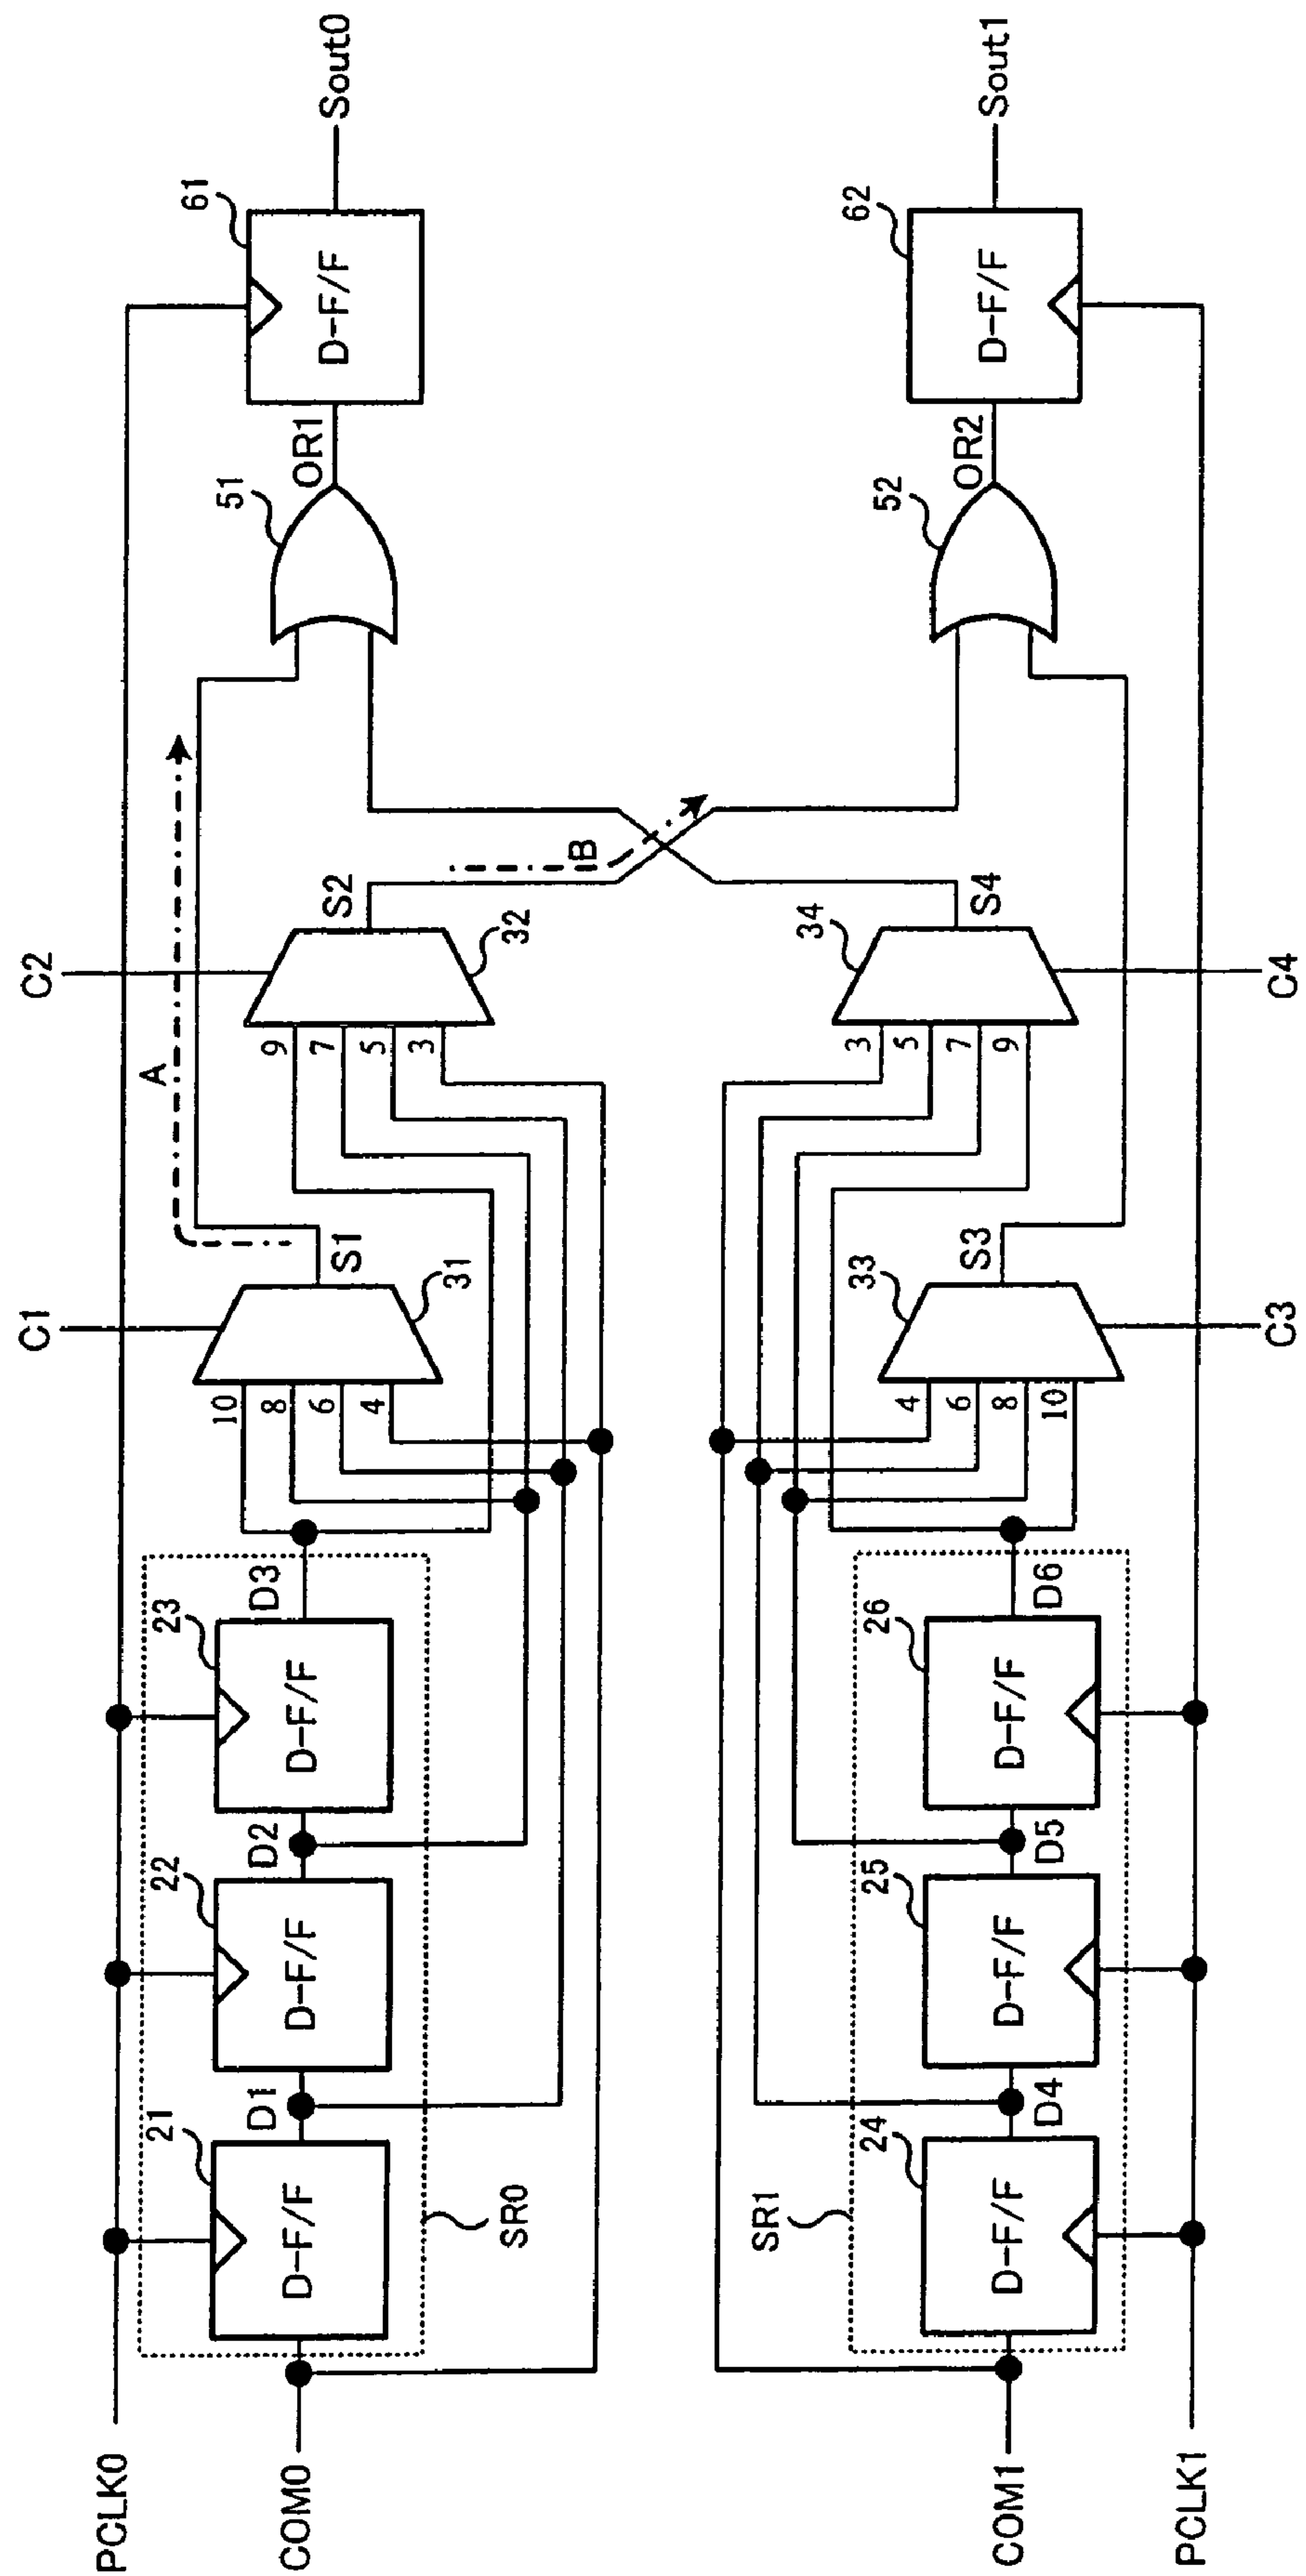 PCLK0
COM0
21
D-F/F
D1
22
D-F/F
D2
23
D-F/F
D3
SR0
C1
10
8
6
4
31
S1
A
C2
9
7
5
3
32
S2
B
51
OR1
61
D-F/F
Sout0
COM1
PCLK1
SR1
24
D-F/F
D4
25
D-F/F
D5
26
D-F/F
D6
4
6
8
10
33
S3
C3
3
5
7
9
34
S4
C4
52
OR2
62
D-F/F
Sout1